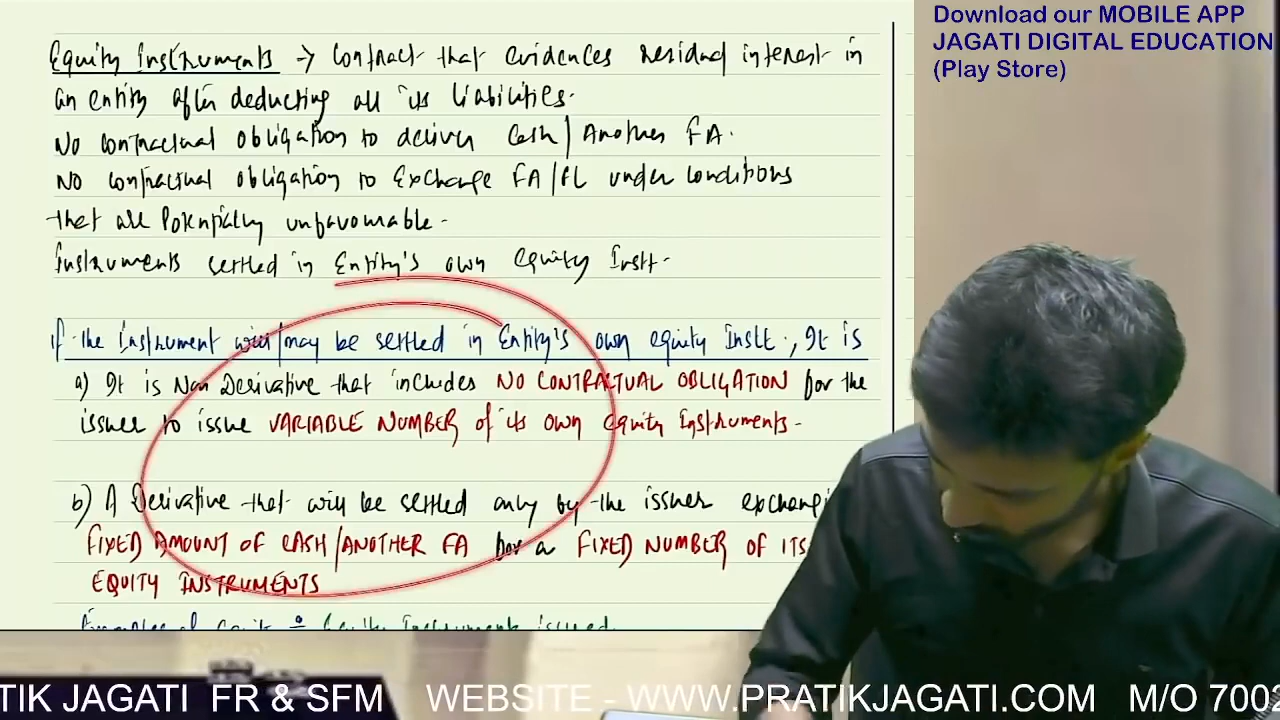 Equity Instruments → Contract that evidences residual interest in
an entity after deducting all its liabilities.
No contractual obligation to deliver Cash/Another FA.
No contractual obligation to Exchange FA/FL under conditions
that are Potentially unfavourable.
Instruments settled in Entity's own equity Instt.
If the instrument will/may be settled in Entity's own equity Instt., It is
a) It is Non Derivative that includes NO CONTRACTUAL OBLIGATION for the
issuer to issue VARIABLE NUMBER of its own equity Instruments.
b) A Derivative that will be settled only by the issuer
FIXED AMOUNT OF CASH/ANOTHER FA for a FIXED NUMBER OF ITS
EQUITY INSTRUMENTS
Download our MOBILE APP
JAGATI DIGITAL EDUCATION
(Play Store)
TIK JAGATI FR & SFM WEBSITE - WWW.PRATIKJAGATI.COM M/O 7002